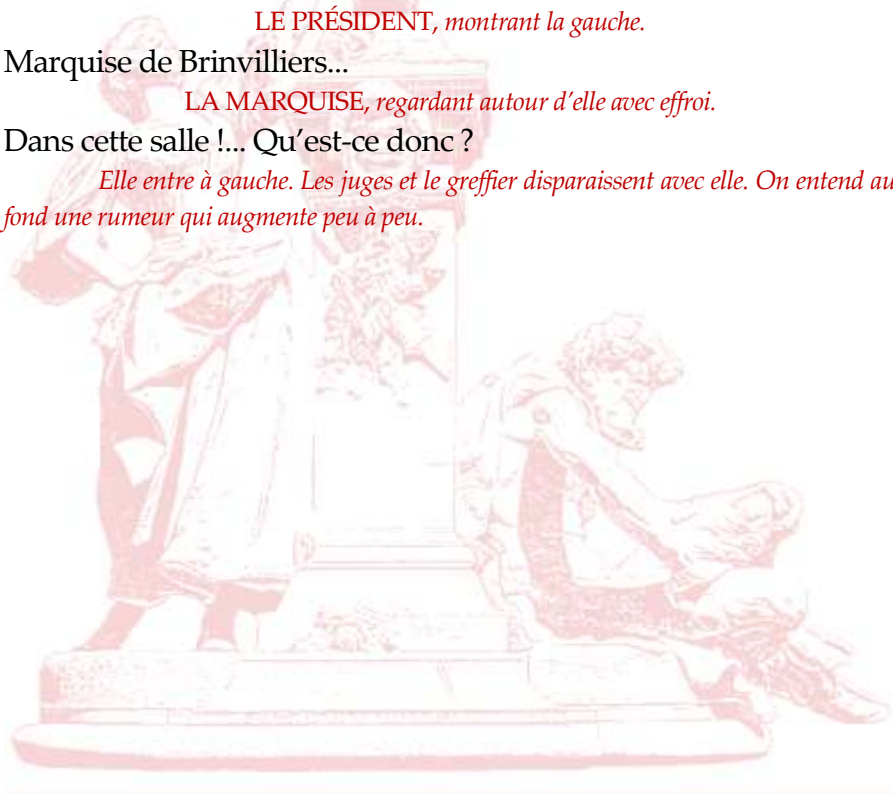 LE PRÉSIDENT, montrant la gauche.
Marquise de Brinvilliers...
LA MARQUISE, regardant autour d'elle avec effroi.
Dans cette salle !... Qu’est-ce donc ?
Elle entre à gauche. Les juges et le greffier disparaissent avec elle. On entend au
fond une rumeur qui augmente peu à peu.